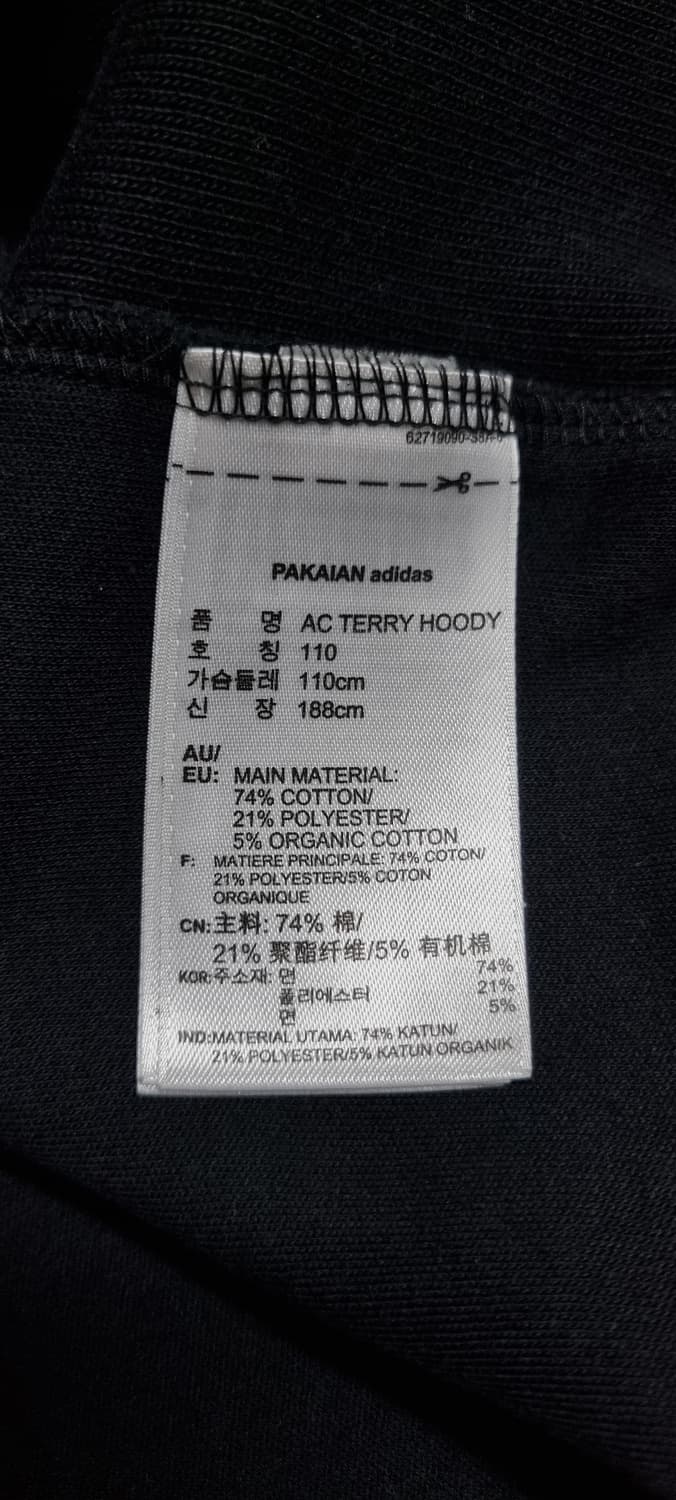 PAKAIAN adidas
품 명 AC TERRY HOODY
호 칭 110
가슴둘레 110cm
신 장 188cm
AU/
EU: MAIN MATERIAL:
74% COTTON/
21% POLYESTER/
5% ORGANIC COTTON
F: MATIERE PRINCIPALE: 74% COTON/
21% POLYESTER/5% COTON
ORGANIQUE
CN:主料: 74% 棉/
21% 聚酯纤维/5% 有机棉
KOR:주소재: 면 74%
폴리에스터 21%
면 5%
IND:MATERIAL UTAMA: 74% KATUN/
21% POLYESTER/5% KATUN ORGANIK